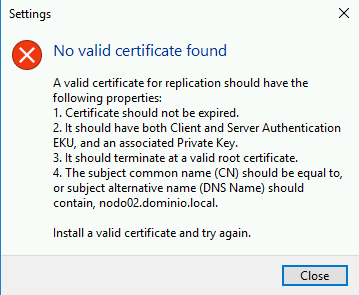 Settings
No valid certificate found
A valid certificate for replication should have the
following properties:
1. Certificate should not be expired.
2. It should have both Client and Server Authentication
EKU, and an associated Private Key.
3. It should terminate at a valid root certificate.
4. The subject common name (CN) should be equal to,
or subject alternative name (DNS Name) should
contain, nodo02.dominio.local.
Install a valid certificate and try again.
Close